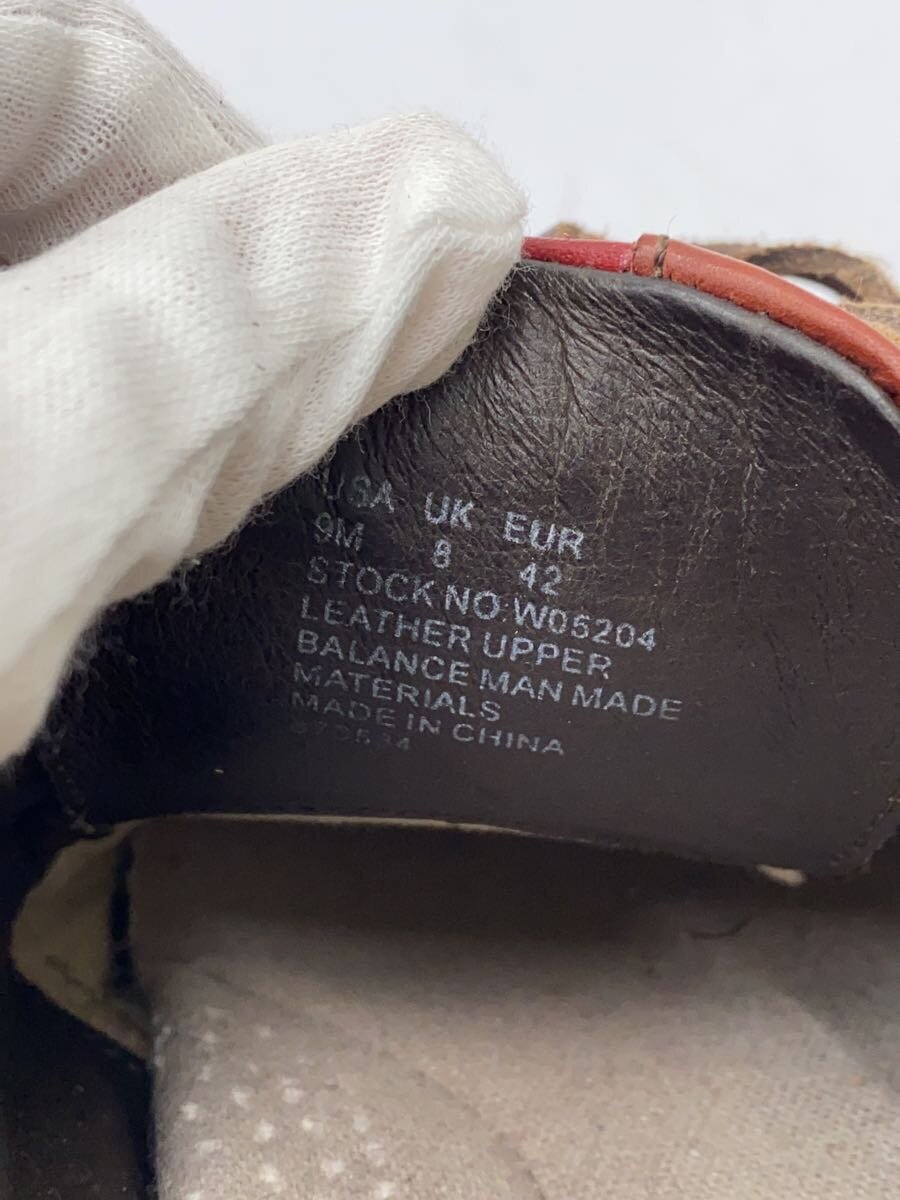 USA UK EUR
9M 8 42
STOCK NO:W05204
LEATHER UPPER
BALANCE MAN MADE
MATERIALS
MADE IN CHINA